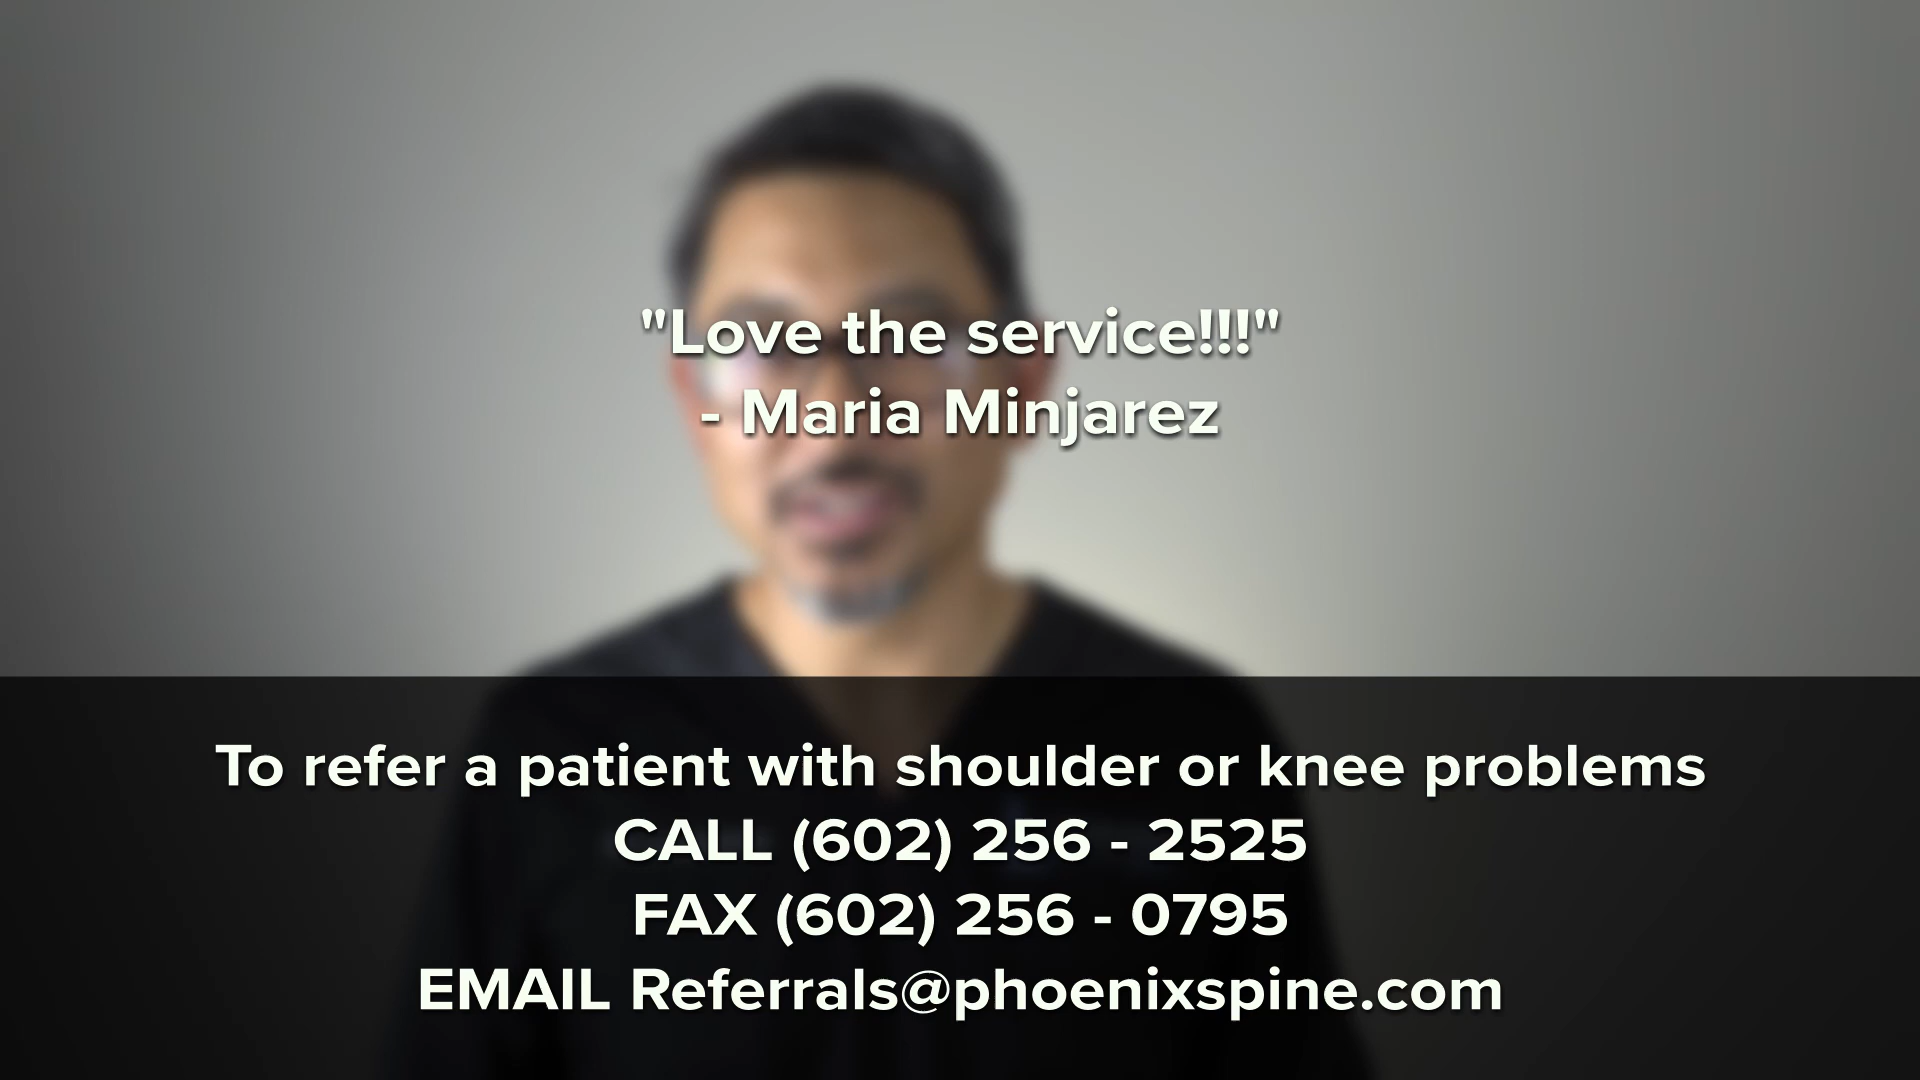 "Love the service!!!"
- Maria Minjarez
To refer a patient with shoulder or knee problems
CALL (602) 256 - 2525
FAX (602) 256 - 0795
EMAIL Referrals@phoenixspine.com